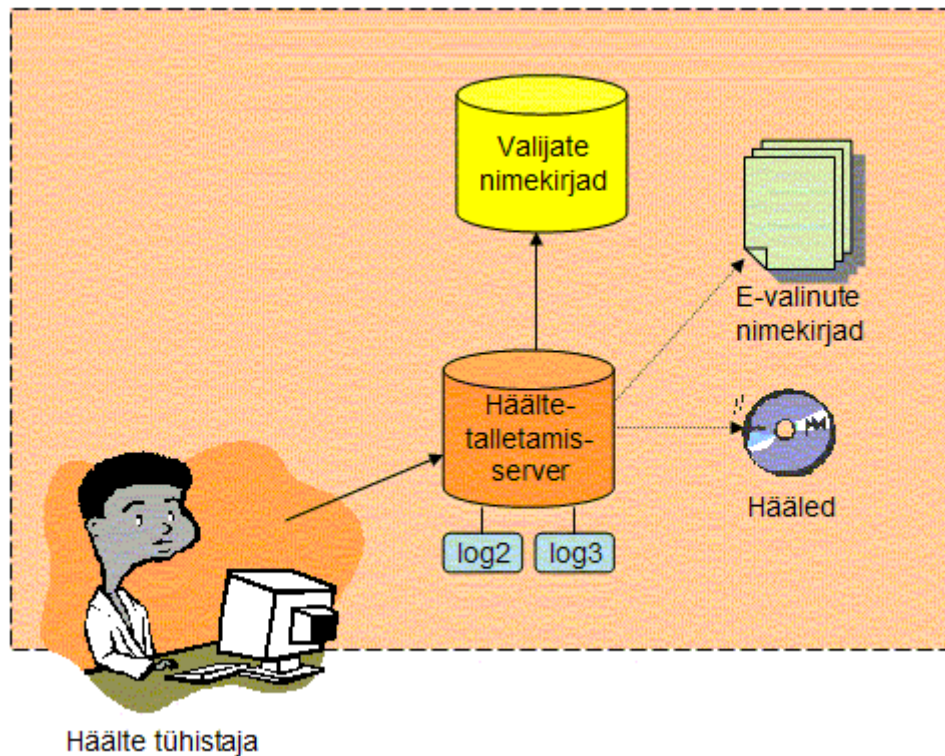 Valijate
nimekirjad
E-valinute
nimekirjad
Häälte-
talletamis-
server
Hääled
log2
log3
Häälte tühistaja